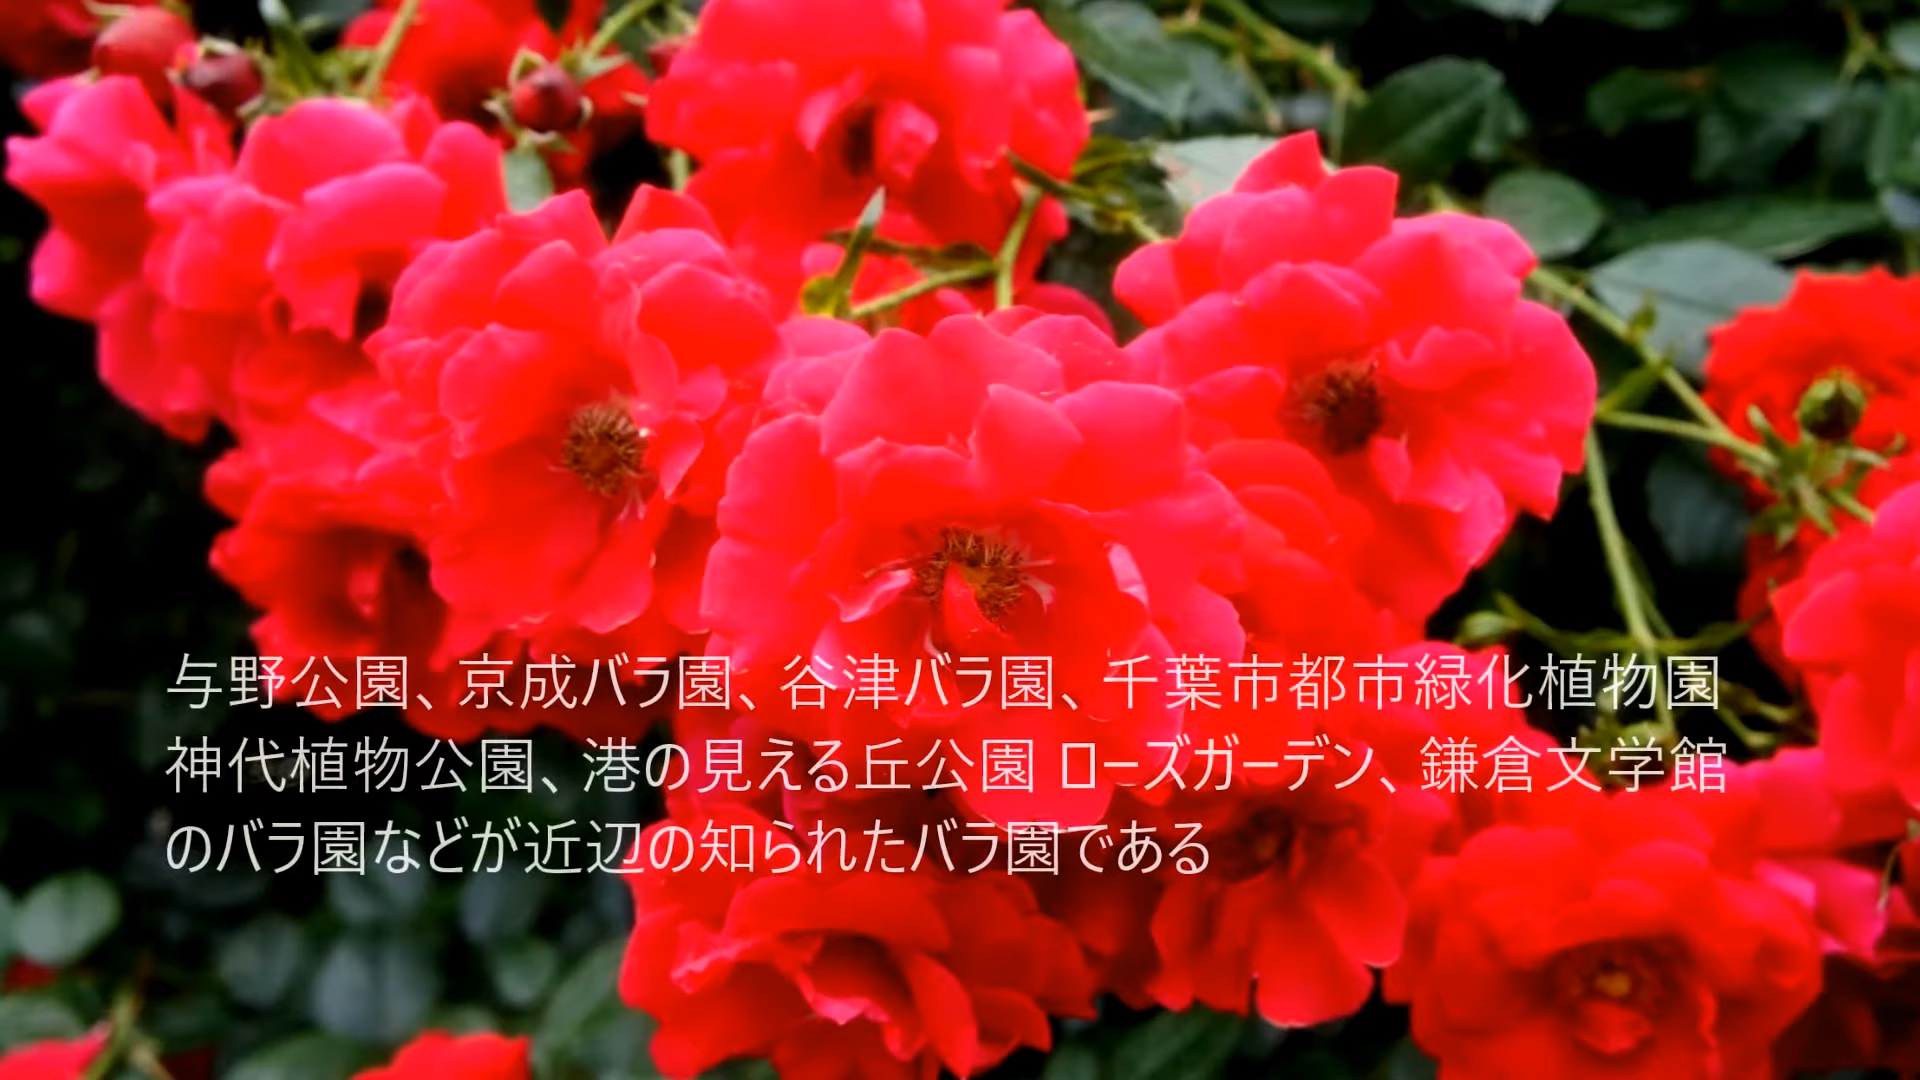 与野公園、京成バラ園、谷津バラ園、千葉市都市緑化植物園
神代植物公園、港の見える丘公園 ローズガーデン、鎌倉文学館
のバラ園などが近辺の知られたバラ園である